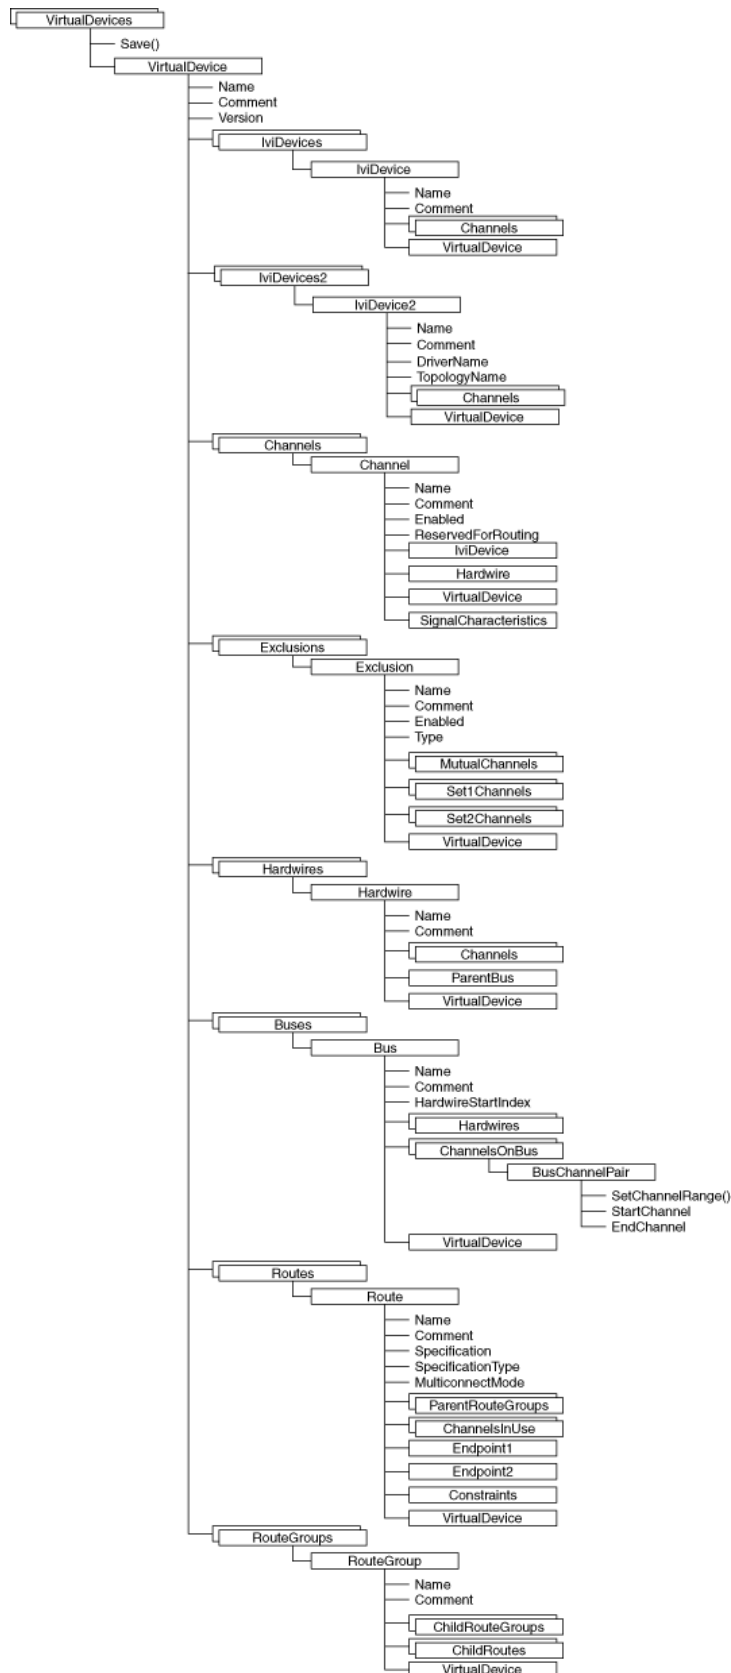 VirtualDevices
Save()
VirtualDevice
Name
Comment
Version
IviDevices
IviDevice
Name
Comment
Channels
VirtualDevice
IviDevices2
IviDevice2
Name
Comment
DriverName
TopologyName
Channels
VirtualDevice
Channels
Channel
Name
Comment
Enabled
ReservedForRouting
IviDevice
Hardwire
VirtualDevice
SignalCharacteristics
Exclusions
Exclusion
Name
Comment
Enabled
Type
MutualChannels
Set1Channels
Set2Channels
VirtualDevice
Hardwires
Hardwire
Name
Comment
Channels
ParentBus
VirtualDevice
Buses
Bus
Name
Comment
HardwireStartIndex
Hardwires
ChannelsOnBus
BusChannelPair
SetChannelRange()
StartChannel
EndChannel
VirtualDevice
Routes
Route
Name
Comment
Specification
SpecificationType
MulticonnectMode
ParentRouteGroups
ChannelsInUse
Endpoint1
Endpoint2
Constraints
VirtualDevice
RouteGroups
RouteGroup
Name
Comment
ChildRouteGroups
ChildRoutes
VirtualDevice